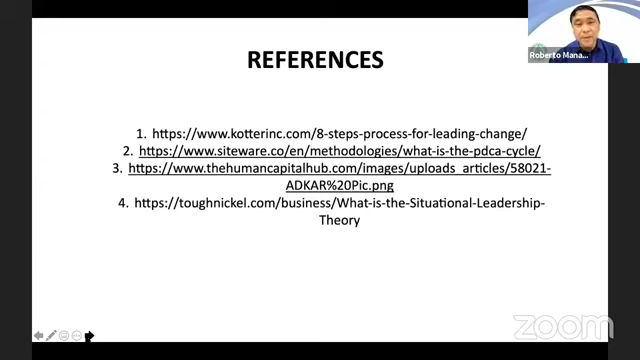 REFERENCES
Roberto Mana...
1. https://www.kotterinc.com/8-steps-process-for-leading-change/
2. https://www.siteware.co/en/methodologies/what-is-the-pdca-cycle/
3. https://www.thehumancapitalhub.com/images/uploads_articles/58021-
ADKAR%20Pic.png
4. https://toughnickel.com/business/What-is-the-Situational-Leadership-
Theory
zoom